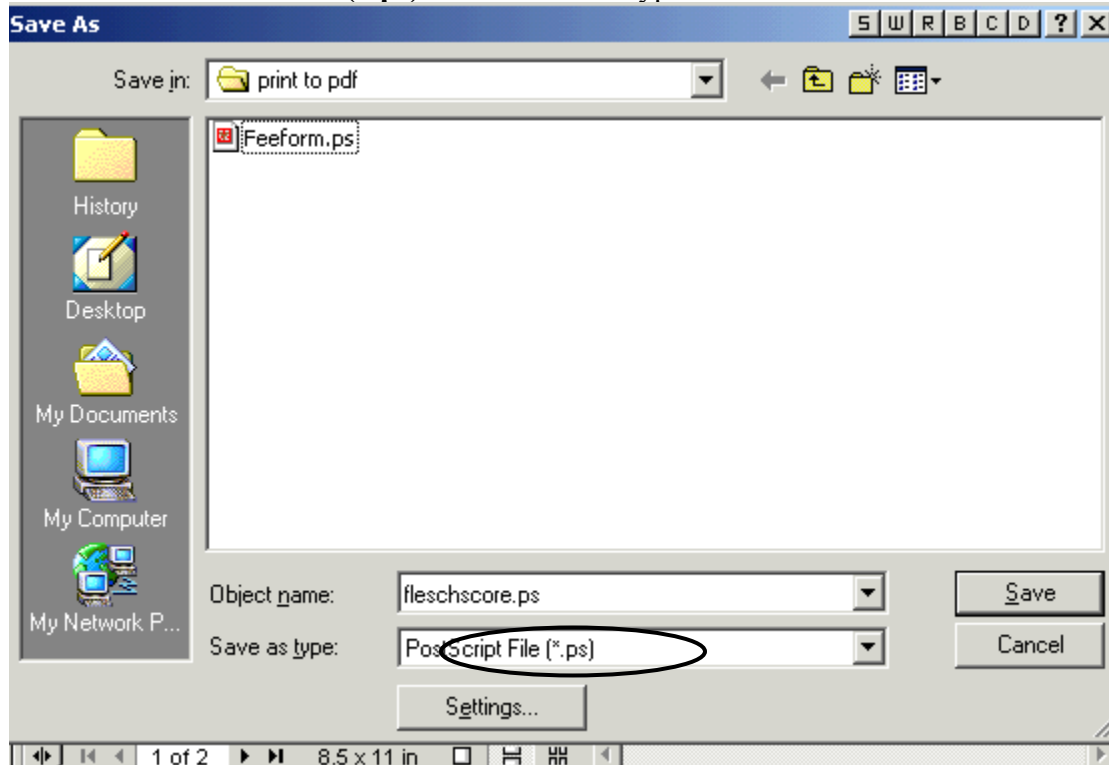 Save As
S W R B C D ? X
Save in: print to pdf
Feeform.ps
History
Desktop
My Documents
My Computer
My Network P...
Object name: fleschscore.ps Save
Save as type: PostScript File (*.ps) Cancel
Settings...
1 of 2 8.5 x 11 in